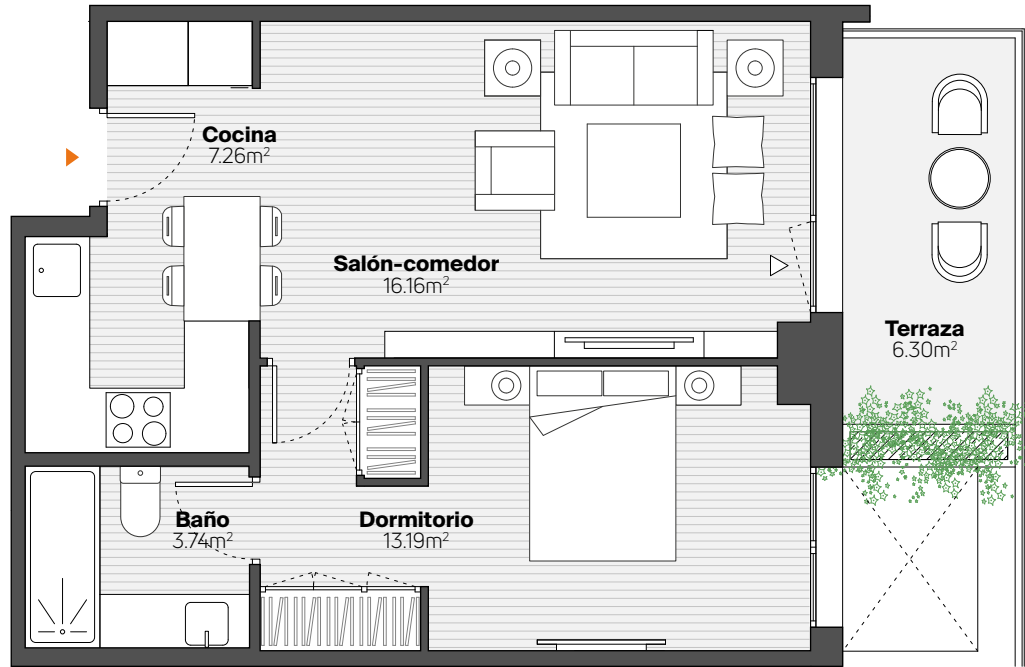 Cocina
7.26m²
Salón-comedor
16.16m²
Terraza
6.30m²
Baño
3.74m²
Dormitorio
13.19m²